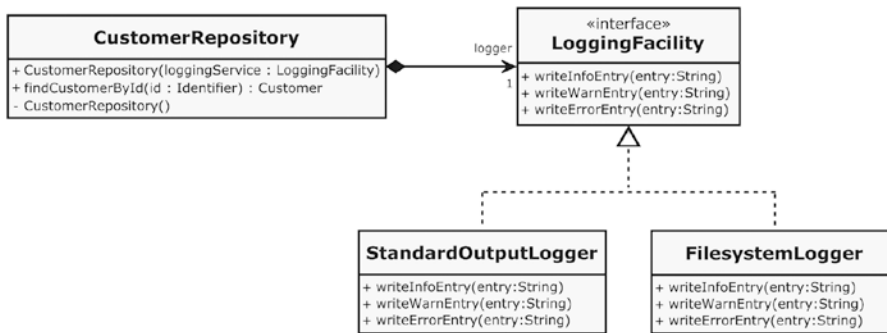 CustomerRepository
+ CustomerRepository(loggingService : LoggingFacility)
+ findCustomerById(id : Identifier) : Customer
- CustomerRepository()
logger
1
«interface»
LoggingFacility
+ writeInfoEntry(entry:String)
+ writeWarnEntry(entry:String)
+ writeErrorEntry(entry:String)
StandardOutputLogger
+ writeInfoEntry(entry:String)
+ writeWarnEntry(entry:String)
+ writeErrorEntry(entry:String)
FilesystemLogger
+ writeInfoEntry(entry:String)
+ writeWarnEntry(entry:String)
+ writeErrorEntry(entry:String)